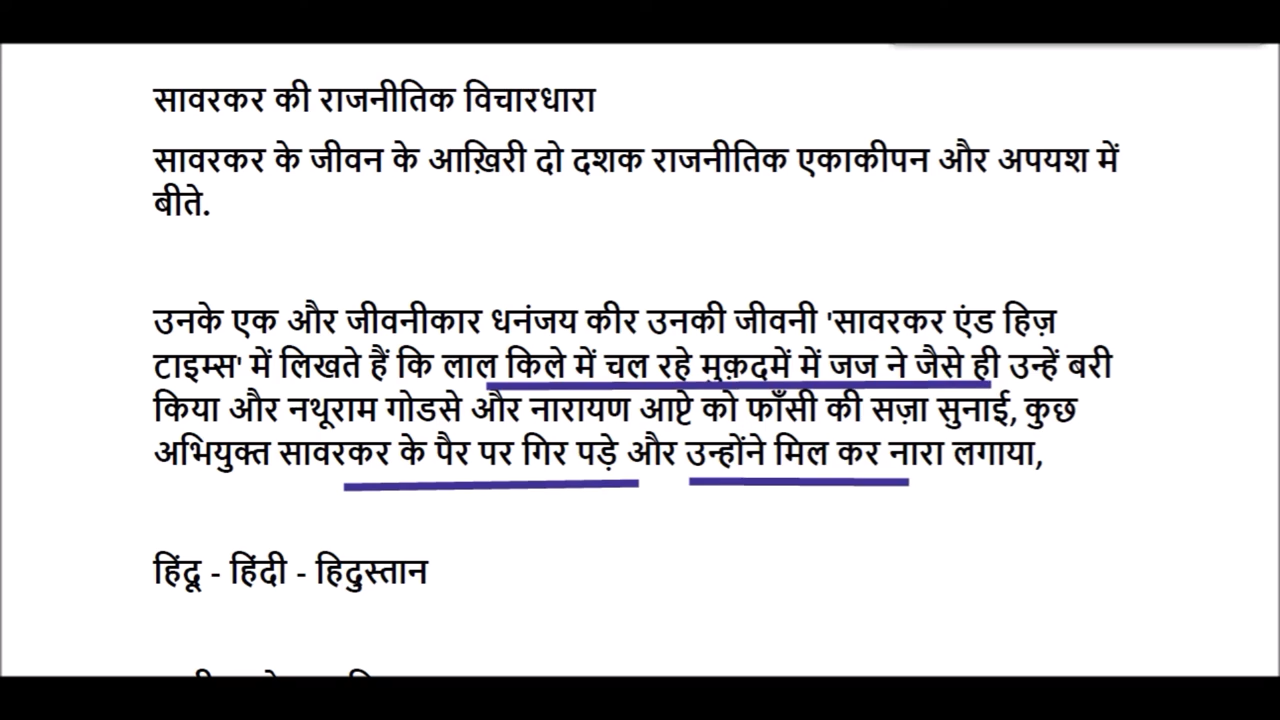 सावरकर की राजनीतिक विचारधारा
सावरकर के जीवन के आख़िरी दो दशक राजनीतिक एकाकीपन और अपयश में
बीते.
उनके एक और जीवनीकार धनंजय कीर उनकी जीवनी 'सावरकर एंड हिज़
टाइम्स' में लिखते हैं कि लाल किले में चल रहे मुक़दमें में जज ने जैसे ही उन्हें बरी
किया और नथूराम गोडसे और नारायण आप्टे को फाँसी की सज़ा सुनाई, कुछ
अभियुक्त सावरकर के पैर पर गिर पड़े और उन्होंने मिल कर नारा लगाया,
हिंदू - हिंदी - हिदुस्तान